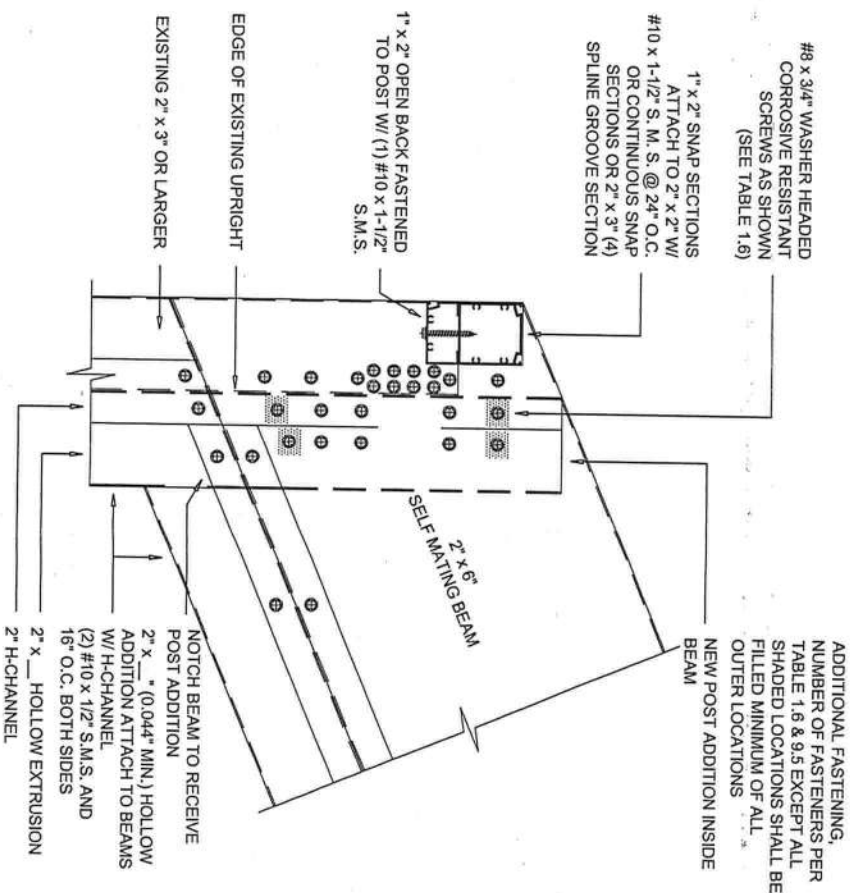 #8 x 3/4" WASHER HEADED
CORROSIVE RESISTANT
SCREWS AS SHOWN
(SEE TABLE 1.6)
1" x 2" SNAP SECTIONS
ATTACH TO 2" x 2" W/
#10 x 1-1/2" S. M. S. @ 24" O.C.
OR CONTINUOUS SNAP
SECTIONS OR 2" x 3" (4)
SPLINE GROOVE SECTION
1" x 2" OPEN BACK FASTENED
TO POST W/ (1) #10 x 1-1/2"
S.M.S.
EDGE OF EXISTING UPRIGHT
EXISTING 2" x 3" OR LARGER
2" x 6"
SELF MATING BEAM
ADDITIONAL FASTENING,
NUMBER OF FASTENERS PER
TABLE 1.6 & 9.5 EXCEPT ALL
SHADED LOCATIONS SHALL BE
FILLED MINIMUM OF ALL
OUTER LOCATIONS
NEW POST ADDITION INSIDE
BEAM
NOTCH BEAM TO RECEIVE
POST ADDITION
2" x __" (0.044" MIN.) HOLLOW
ADDITION ATTACH TO BEAMS
W/ H-CHANNEL
(2) #10 x 1/2" S.M.S. AND
16" O.C. BOTH SIDES
2" x __ HOLLOW EXTRUSION
2" H-CHANNEL